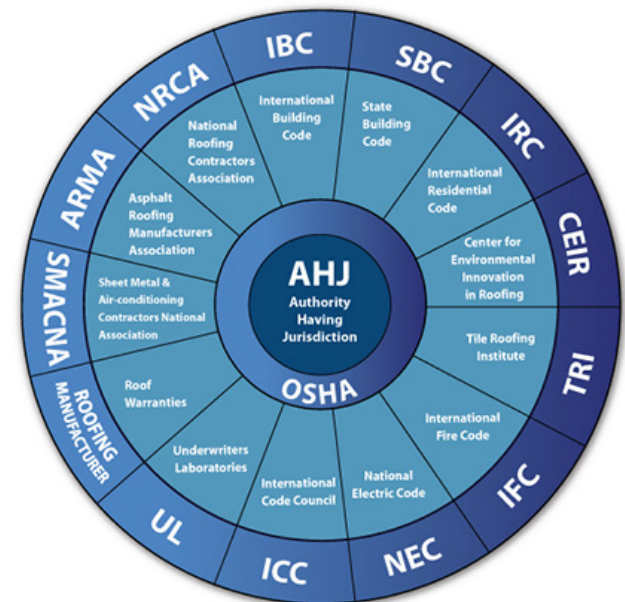 IBC
International
Building
Code
SBC
State
Building
Code
IRC
International
Residential
Code
CEIR
Center for
Environmental
Innovation
in Roofing
TRI
Tile Roofing
Institute
IFC
International
Fire Code
NEC
National
Electric Code
ICC
International
Code Council
UL
Underwriters
Laboratories
ROOFING
MANUFACTURER
Roof
Warranties
SMACNA
Sheet Metal &
Air-conditioning
Contractors National
Association
ARMA
Asphalt
Roofing
Manufacturers
Association
NRCA
National
Roofing
Contractors
Association
AHJ
Authority
Having
Jurisdiction
OSHA